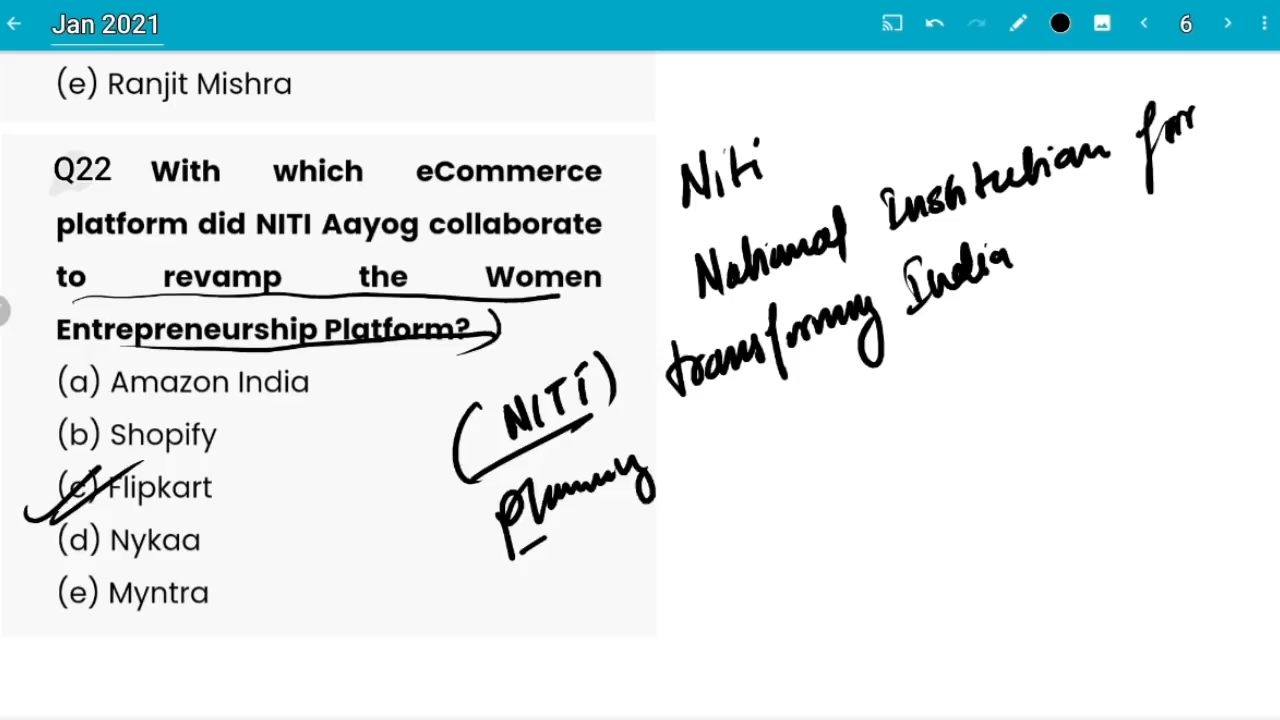 Jan 2021
6
(e) Ranjit Mishra
Q22 With which eCommerce
platform did NITI Aayog collaborate
to revamp the Women
Entrepreneurship Platform?
(a) Amazon India
(b) Shopify
(c) Flipkart
(d) Nykaa
(e) Myntra
(NITI)
Planning
Niti
National Institution for
transforming India